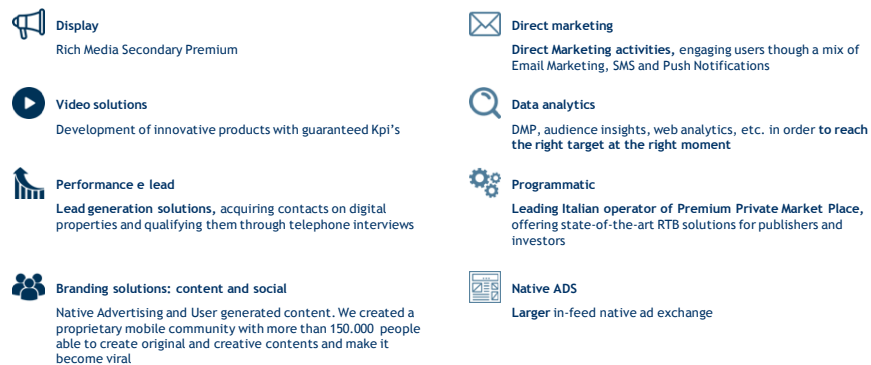 Display
Rich Media Secondary Premium
Video solutions
Development of innovative products with guaranteed Kpi's
Performance e lead
Lead generation solutions, acquiring contacts on digital
properties and qualifying them through telephone interviews
Branding solutions: content and social
Native Advertising and User generated content. We created a
proprietary mobile community with more than 150.000 people
able to create original and creative contents and make it
become viral
Direct marketing
Direct Marketing activities, engaging users though a mix of
Email Marketing, SMS and Push Notifications
Data analytics
DMP, audience insights, web analytics, etc. in order to reach
the right target at the right moment
Programmatic
Leading Italian operator of Premium Private Market Place,
offering state-of-the-art RTB solutions for publishers and
investors
Native ADS
Larger in-feed native ad exchange